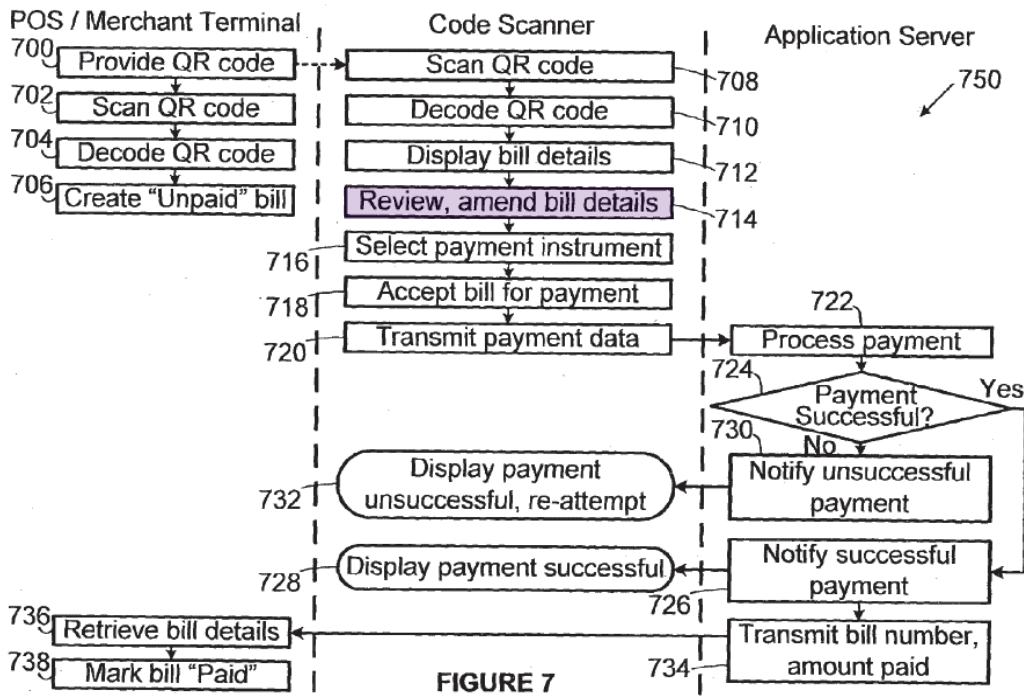 POS / Merchant Terminal
Code Scanner
Application Server
700
Provide QR code
Scan QR code
708
750
702
Scan QR code
Decode QR code
710
704
Decode QR code
Display bill details
712
706
Create “Unpaid” bill
Review, amend bill details
714
716
Select payment instrument
718
Accept bill for payment
722
720
Transmit payment data
Process payment
724
Payment
Successful?
Yes
730
No
732
Display payment
unsuccessful, re-attempt
Notify unsuccessful
payment
728
Display payment successful
Notify successful
payment
726
736
Retrieve bill details
Transmit bill number,
amount paid
734
738
Mark bill “Paid”
FIGURE 7